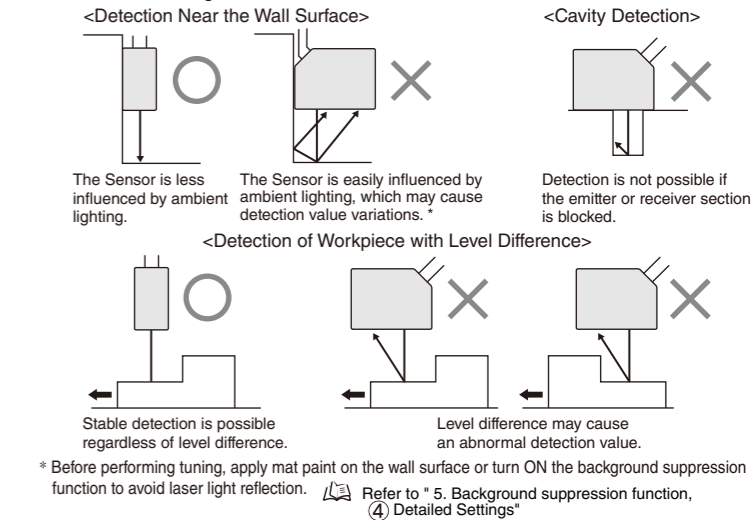 <Detection Near the Wall Surface>
<Cavity Detection>
The Sensor is less
influenced by ambient
lighting.
The Sensor is easily influenced by
ambient lighting, which may cause
detection value variations. *
Detection is not possible if
the emitter or receiver section
is blocked.
<Detection of Workpiece with Level Difference>
Stable detection is possible
regardless of level difference.
Level difference may cause
an abnormal detection value.
* Before performing tuning, apply mat paint on the wall surface or turn ON the background suppression
function to avoid laser light reflection.
Refer to " 5. Background suppression function,
④ Detailed Settings"